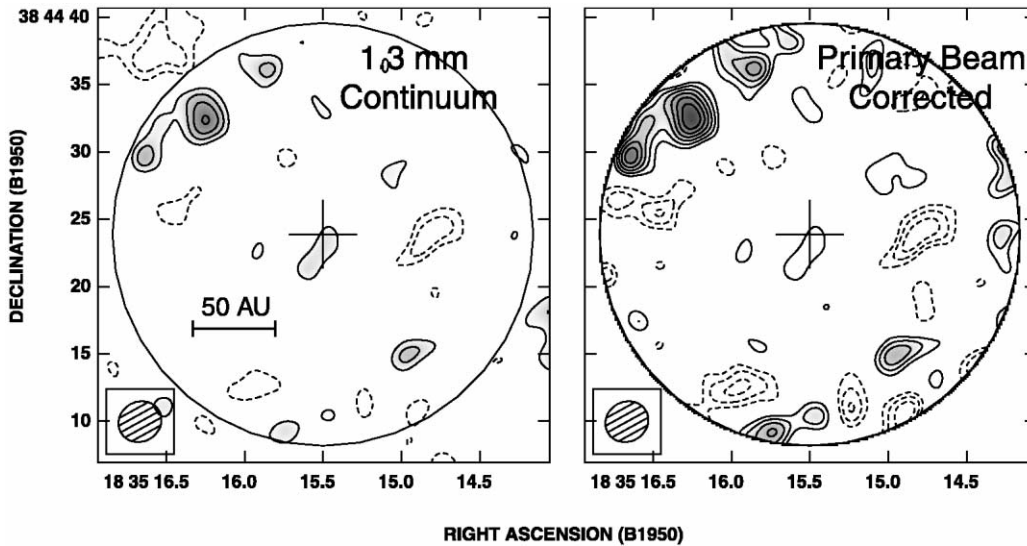 38 44 40
35
30
25
20
15
10
DECLINATION (B1950)
1.3 mm
Continuum
50 AU
18 35 16.5
16.0
15.5
15.0
14.5
Primary Beam
Corrected
18 35 16.5
16.0
15.5
15.0
14.5
RIGHT ASCENSION (B1950)